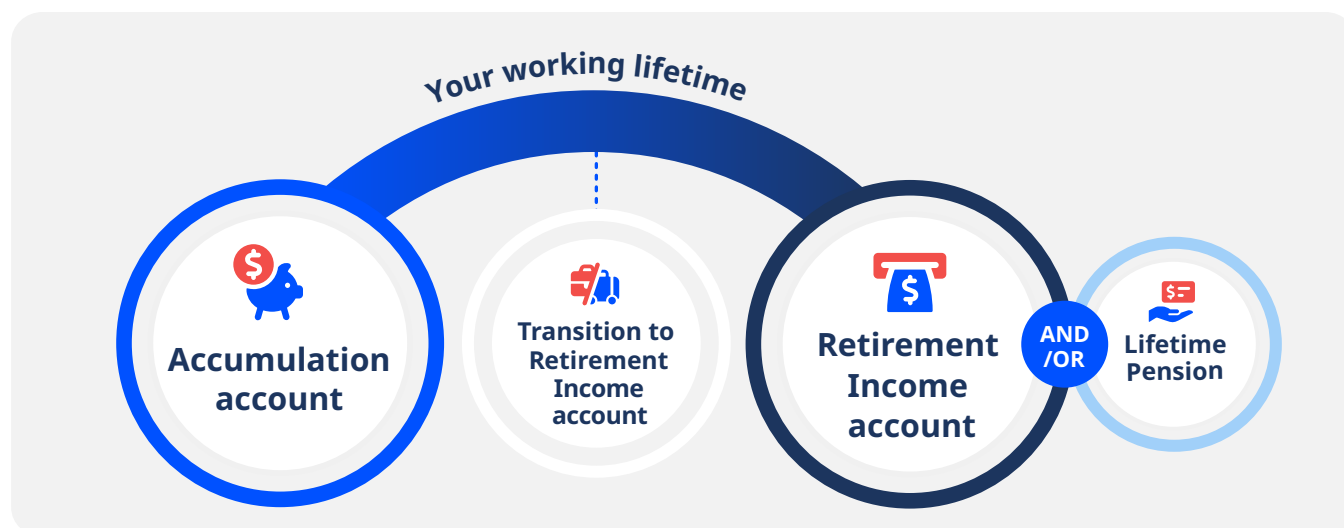 Your working lifetime
Accumulation
account
Transition to
Retirement
Income
account
Retirement
Income
account
AND
/OR
Lifetime
Pension